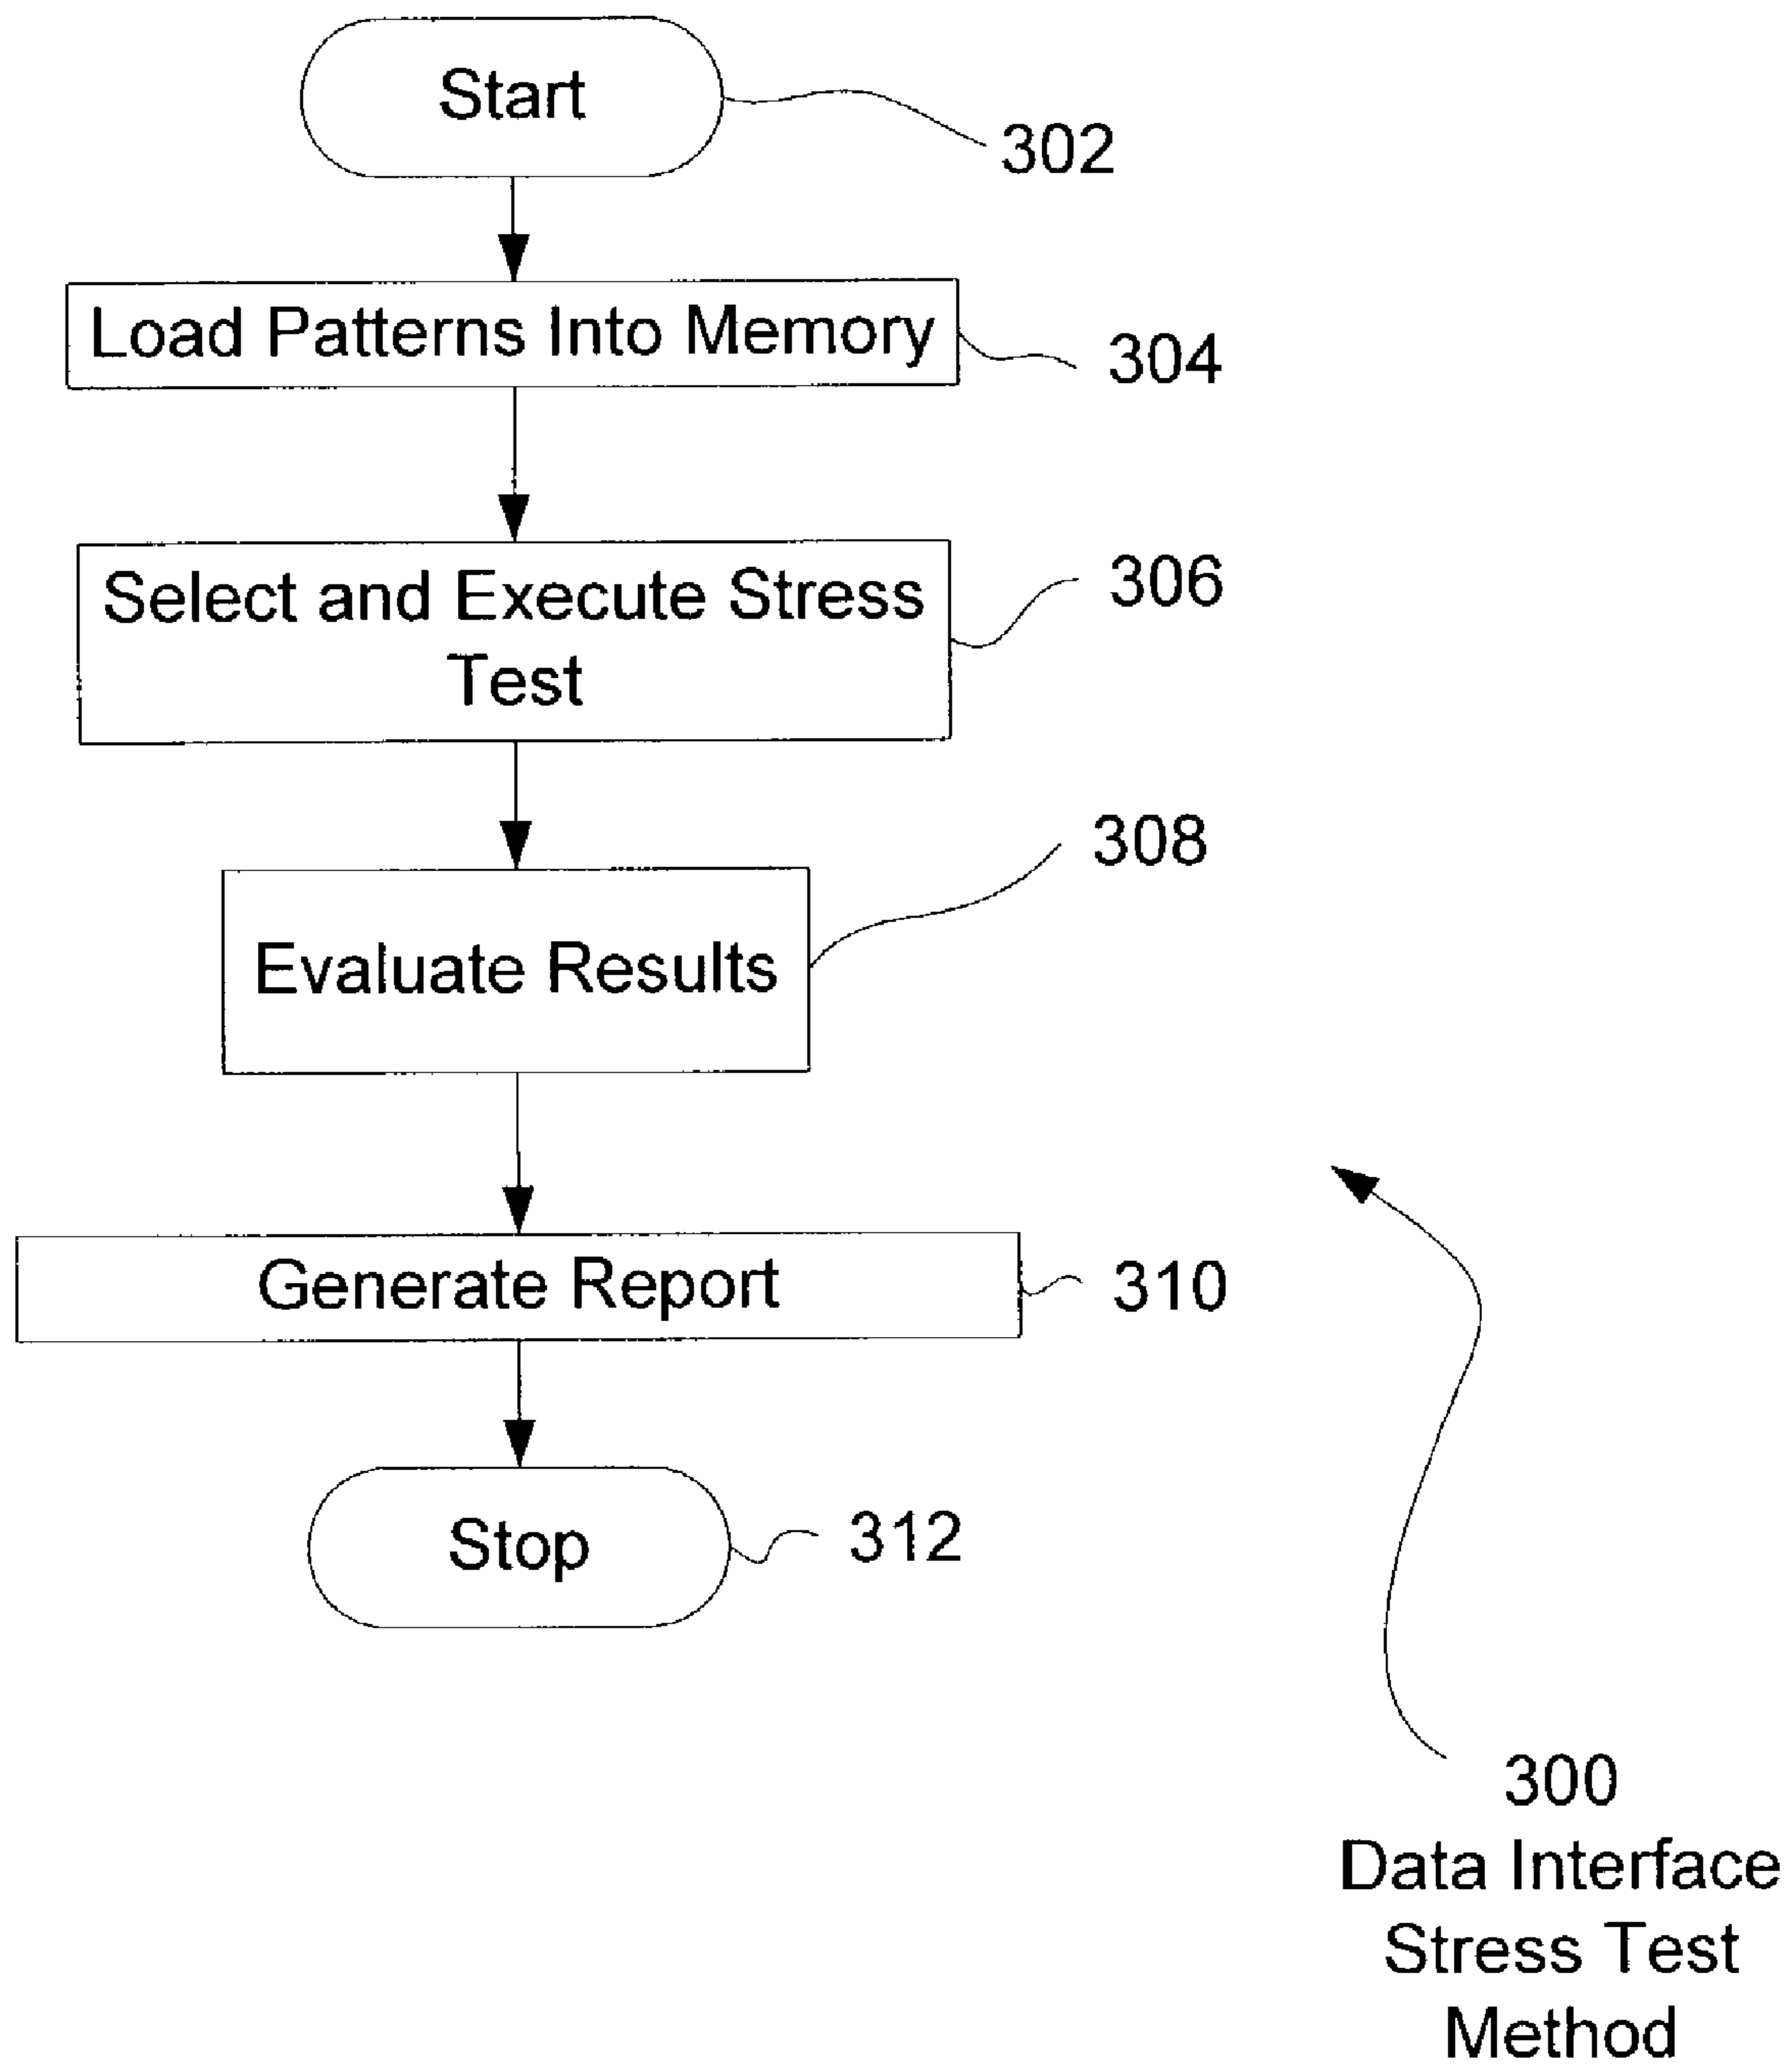 Start
302
Load Patterns Into Memory
304
Select and Execute Stress
Test
306
308
Evaluate Results
Generate Report
310
Stop
312
300
Data Interface
Stress Test
Method